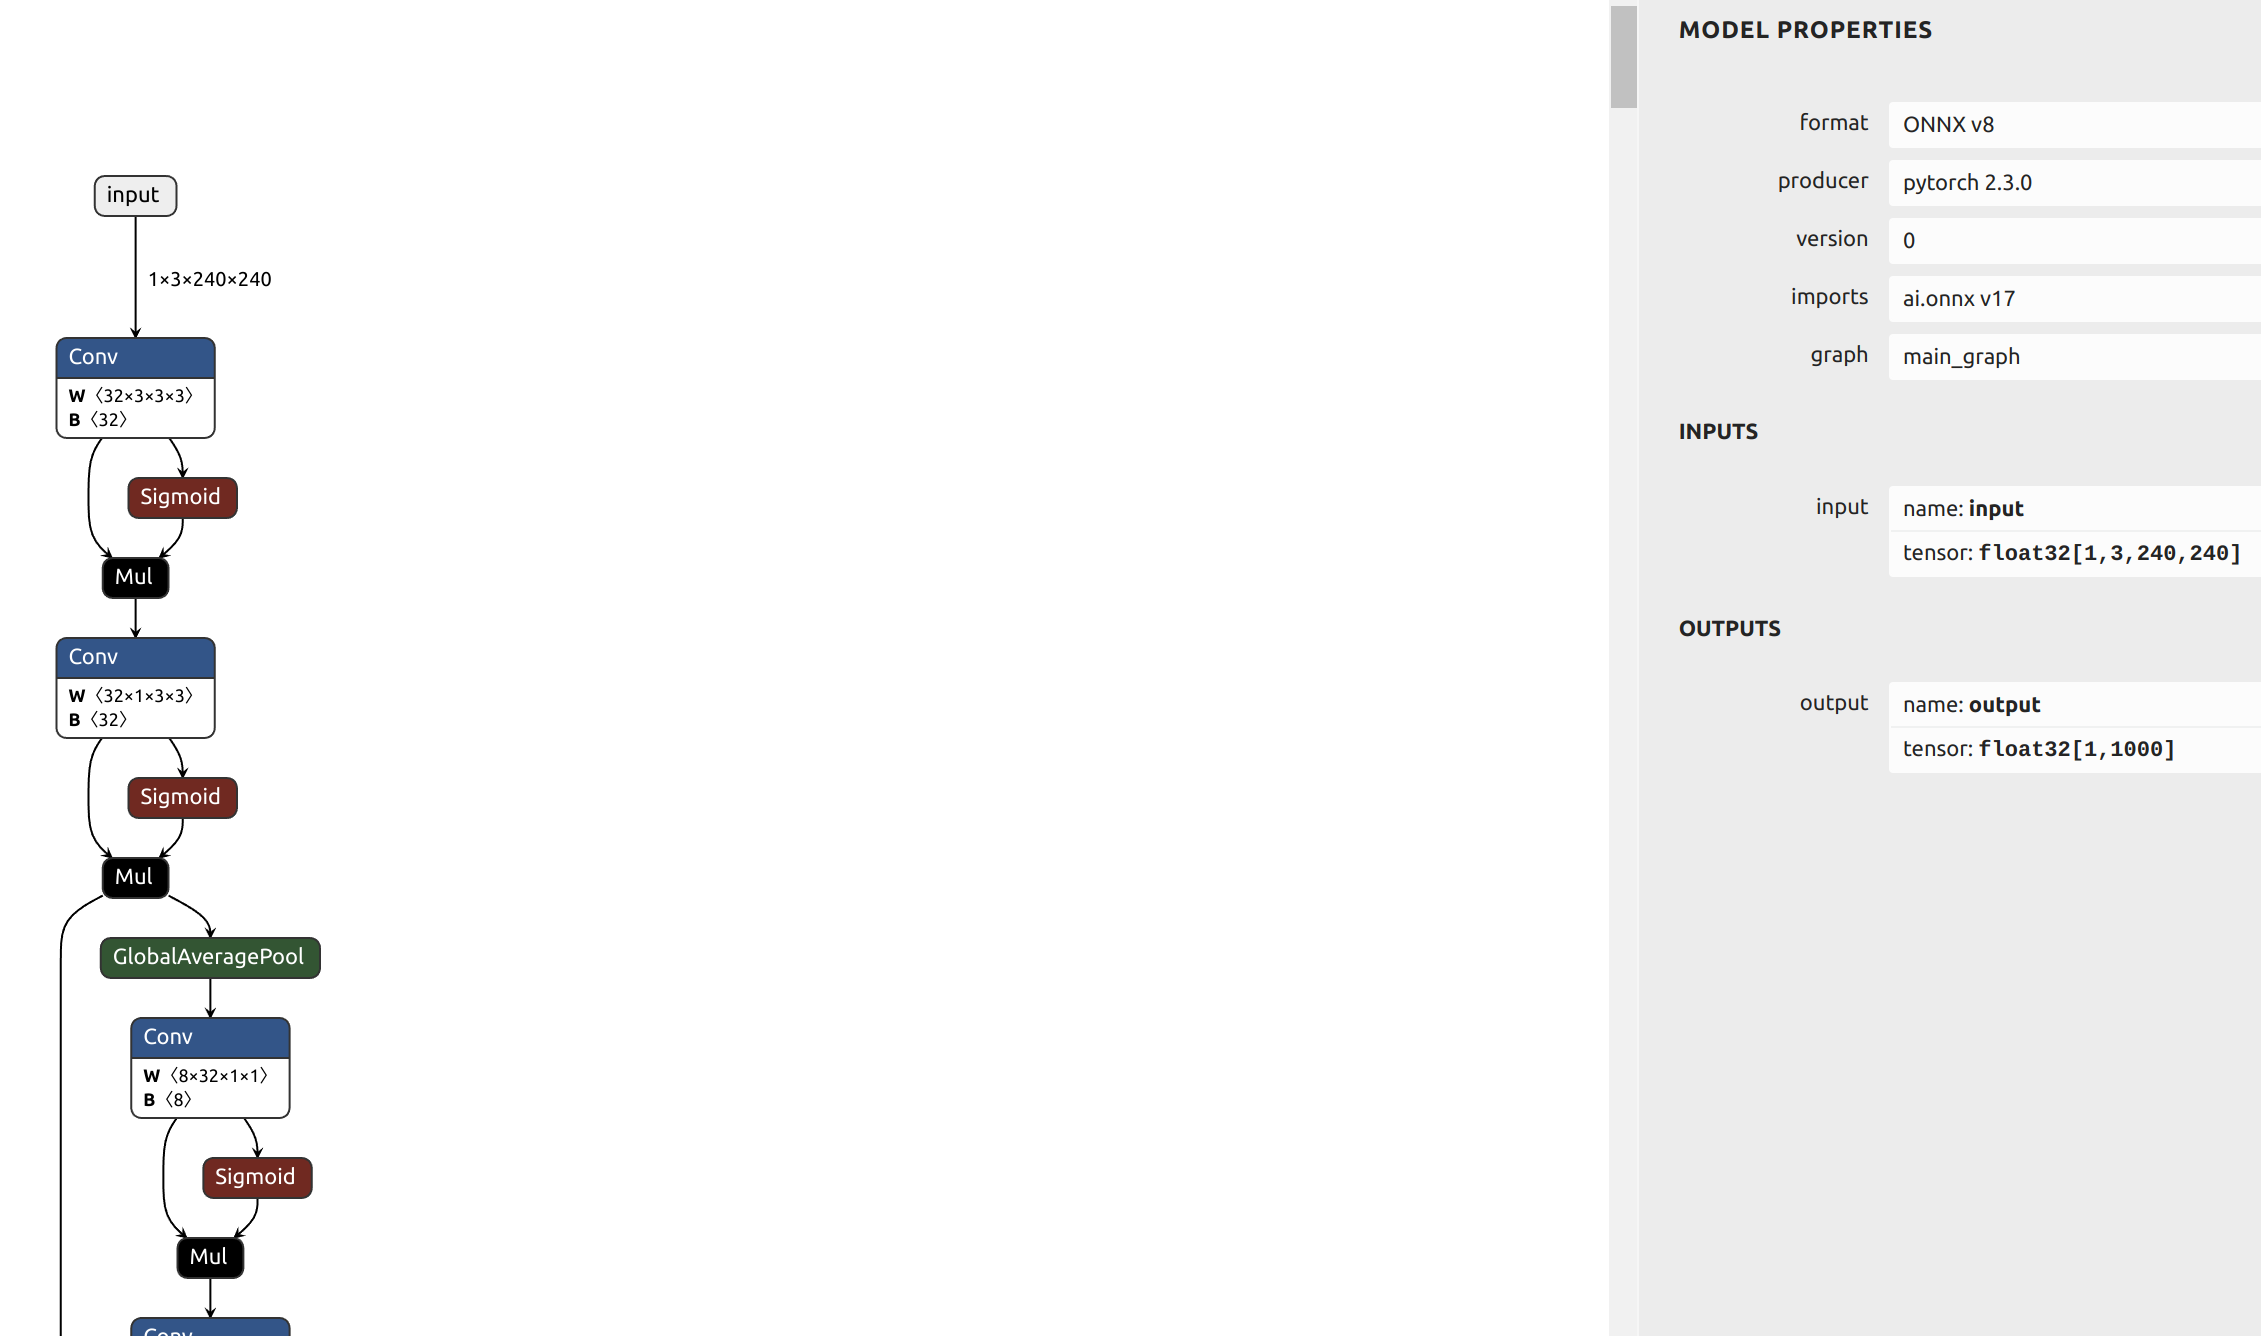 input
1×3×240×240
Conv
W 〈32×3×3×3〉
B 〈32〉
Sigmoid
Mul
Conv
W 〈32×1×3×3〉
B 〈32〉
Sigmoid
Mul
GlobalAveragePool
Conv
W 〈8×32×1×1〉
B 〈8〉
Sigmoid
Mul
Conv
MODEL PROPERTIES
format ONNX v8
producer pytorch 2.3.0
version 0
imports ai.onnx v17
graph main_graph
INPUTS
input name: input
tensor: float32[1,3,240,240]
OUTPUTS
output name: output
tensor: float32[1,1000]